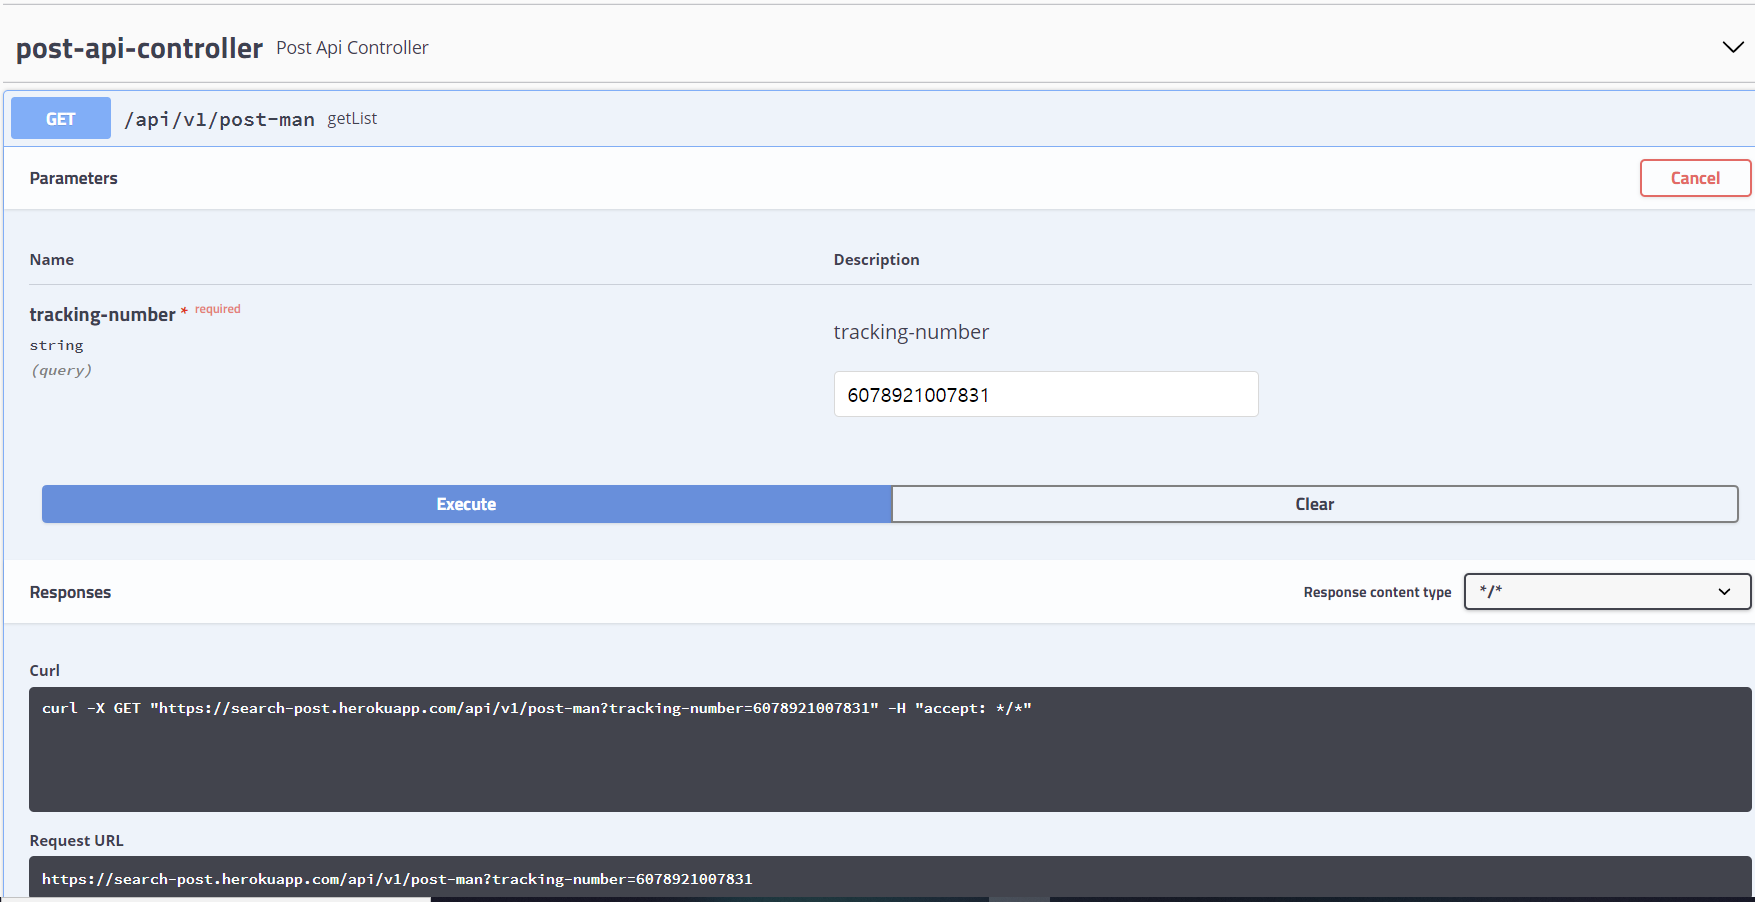 post-api-controller Post Api Controller
GET /api/v1/post-man getList
Parameters
Cancel
Name Description
tracking-number * required
string
(query)
tracking-number
6078921007831
Execute Clear
Responses
Response content type */*
Curl
curl -X GET "https://search-post.herokuapp.com/api/v1/post-man?tracking-number=6078921007831" -H "accept: */*"
Request URL
https://search-post.herokuapp.com/api/v1/post-man?tracking-number=6078921007831